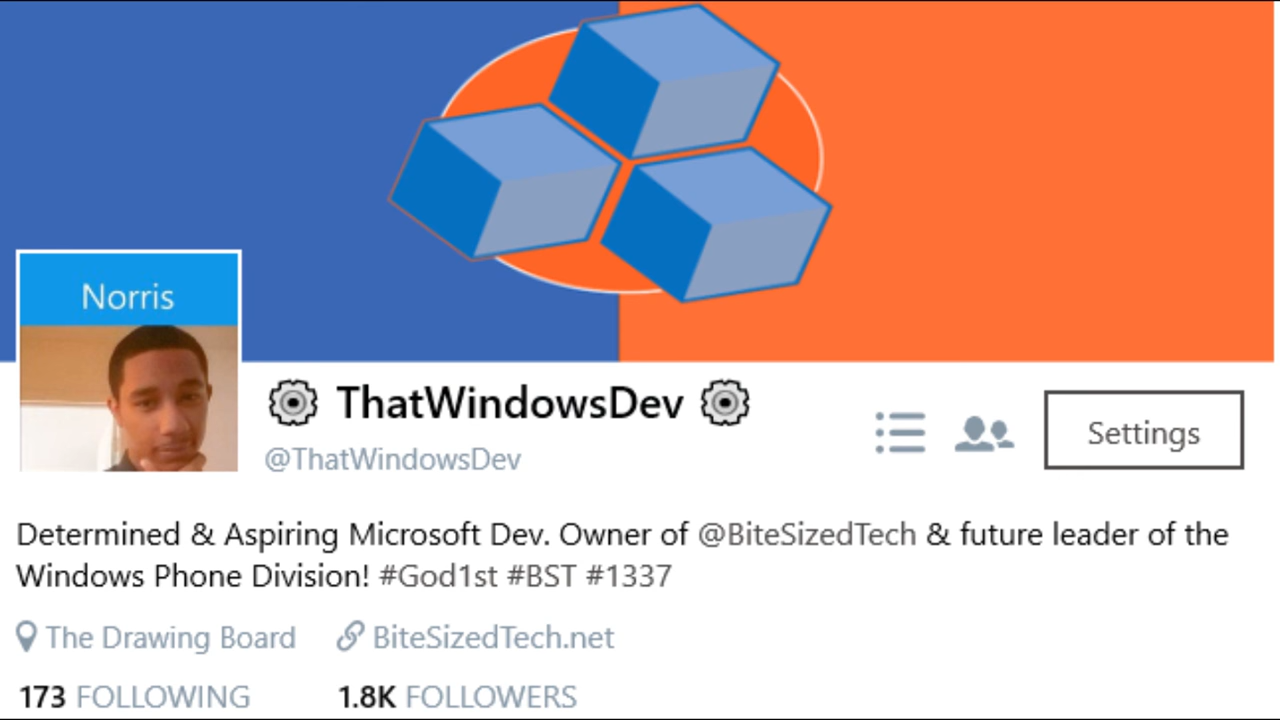 Norris
ThatWindowsDev
@ThatWindowsDev
Settings
Determined & Aspiring Microsoft Dev. Owner of @BiteSizedTech & future leader of the
Windows Phone Division! #God1st #BST #1337
The Drawing Board BiteSizedTech.net
173 FOLLOWING 1.8K FOLLOWERS